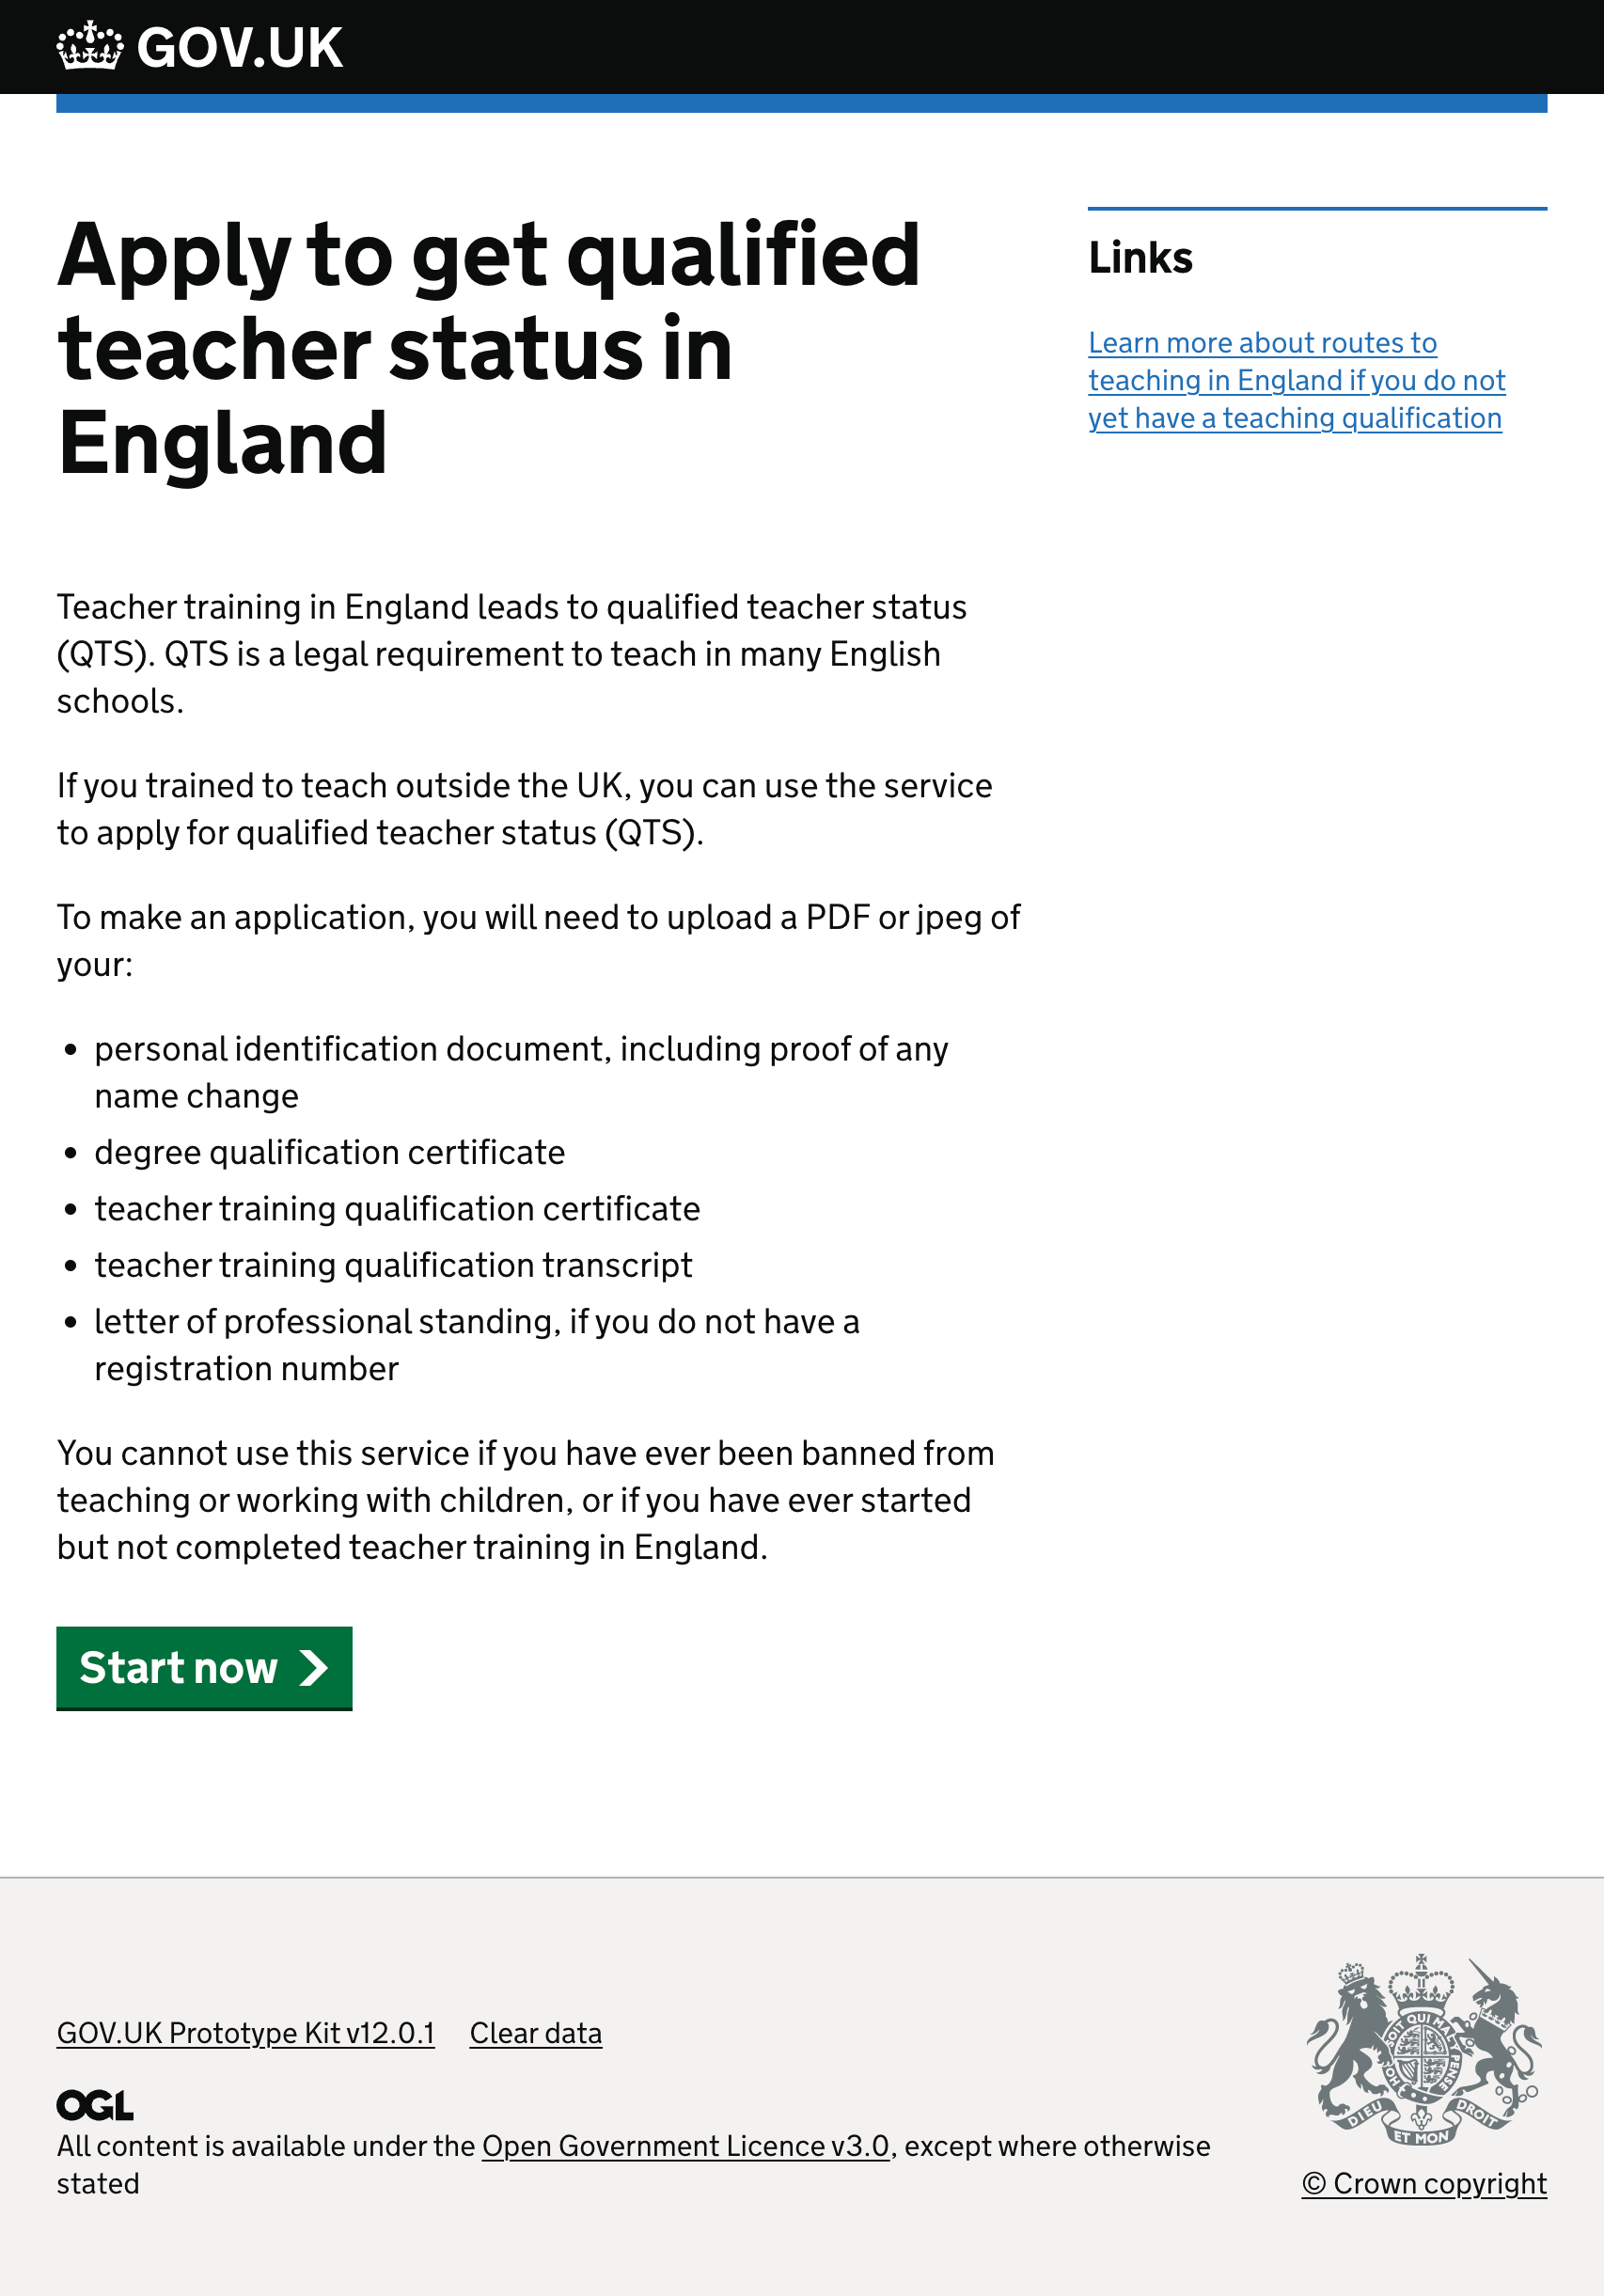 GOV.UK
Apply to get qualified
teacher status in
England
Links
Learn more about routes to
teaching in England if you do not
yet have a teaching qualification
Teacher training in England leads to qualified teacher status
(QTS). QTS is a legal requirement to teach in many English
schools.
If you trained to teach outside the UK, you can use the service
to apply for qualified teacher status (QTS).
To make an application, you will need to upload a PDF or jpeg of
your:
• personal identification document, including proof of any
name change
• degree qualification certificate
• teacher training qualification certificate
• teacher training qualification transcript
• letter of professional standing, if you do not have a
registration number
You cannot use this service if you have ever been banned from
teaching or working with children, or if you have ever started
but not completed teacher training in England.
Start now
GOV.UK Prototype Kit v12.0.1 Clear data
OGL
All content is available under the Open Government Licence v3.0, except where otherwise
stated
SOIT QUI MAL Y PENSE
HON
DIEU ET MON DROIT
© Crown copyright